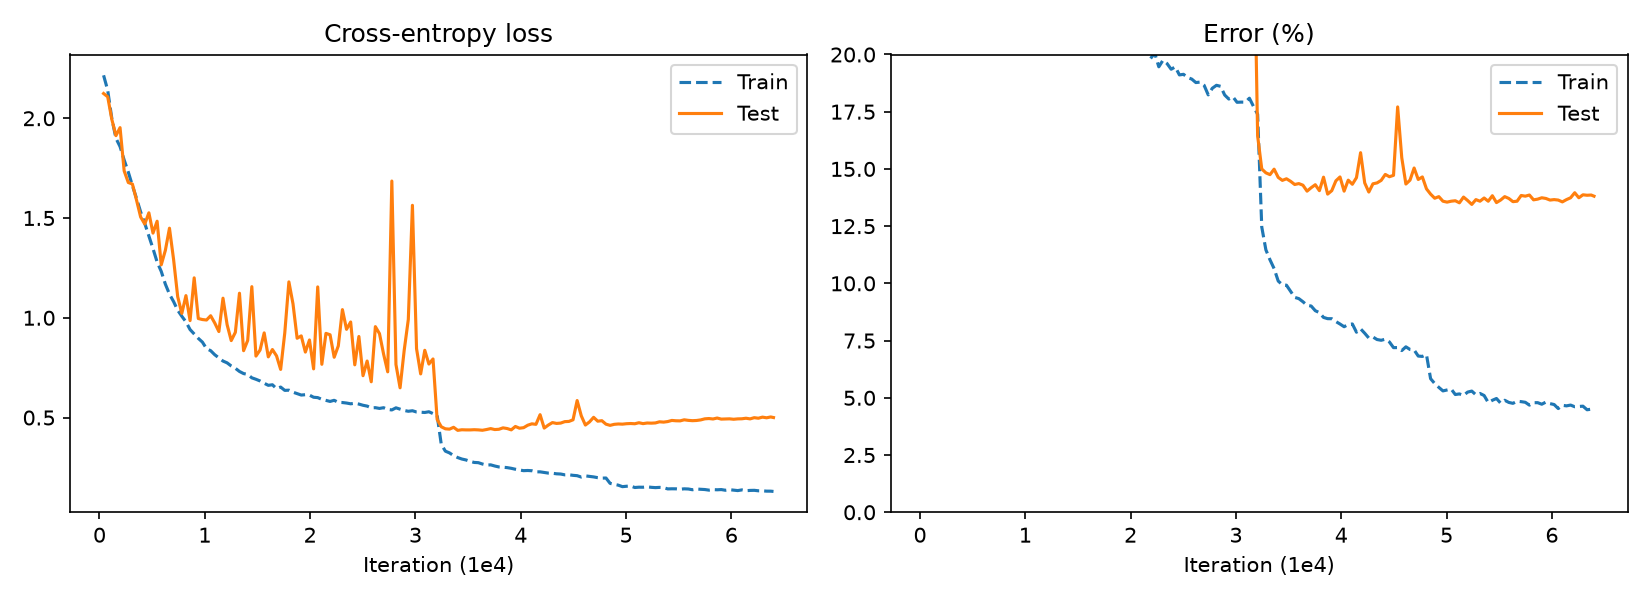 Cross-entropy loss
2.0
1.5
1.0
0.5
0 1 2 3 4 5 6
Iteration (1e4)
Train
Test
Error (%)
20.0
17.5
15.0
12.5
10.0
7.5
5.0
2.5
0.0
0 1 2 3 4 5 6
Iteration (1e4)
Train
Test